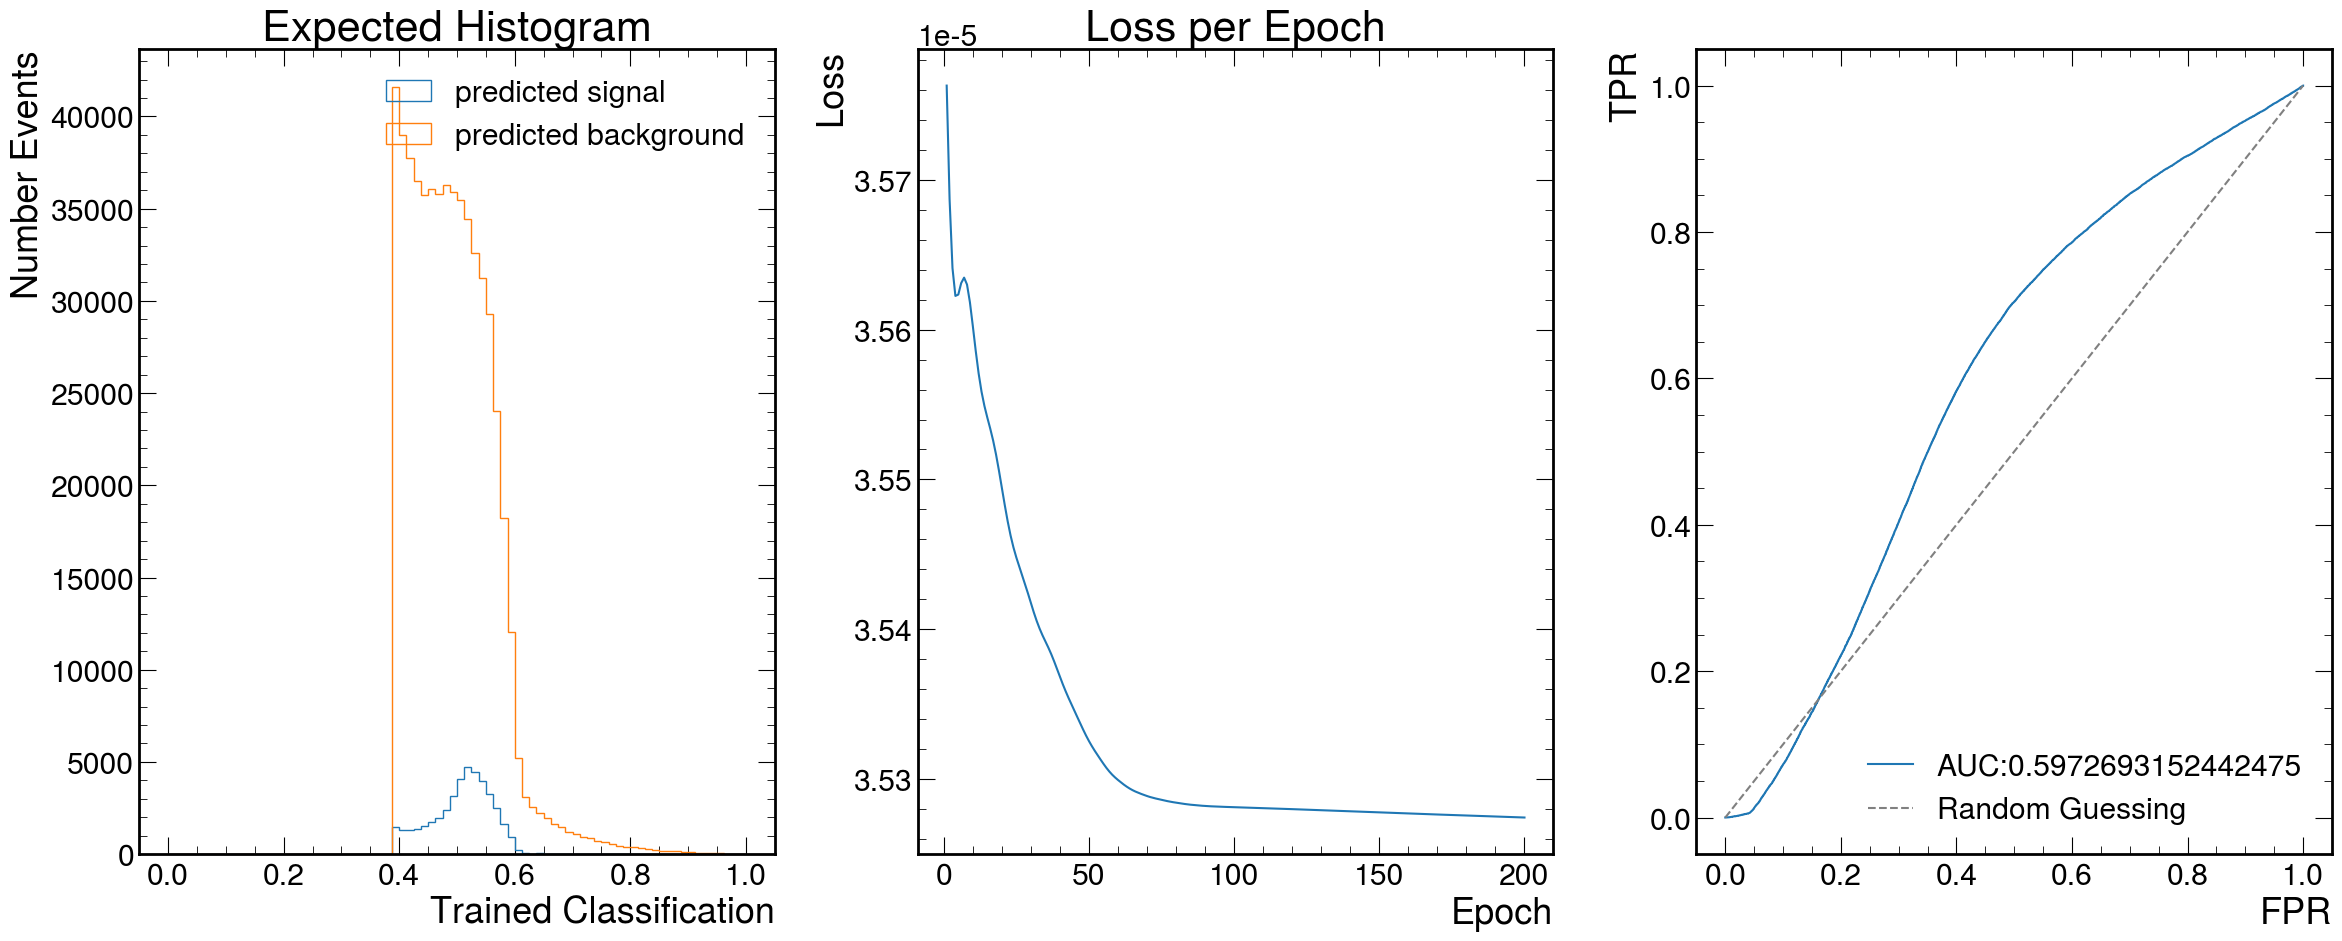 Expected Histogram
Number Events
predicted signal
predicted background
40000
35000
30000
25000
20000
15000
10000
5000
0
0.0 0.2 0.4 0.6 0.8 1.0
Trained Classification
Loss per Epoch
1e-5
Loss
3.57
3.56
3.55
3.54
3.53
0 50 100 150 200
Epoch
TPR
1.0
0.8
0.6
0.4
0.2
0.0
AUC:0.5972693152442475
Random Guessing
0.0 0.2 0.4 0.6 0.8 1.0
FPR